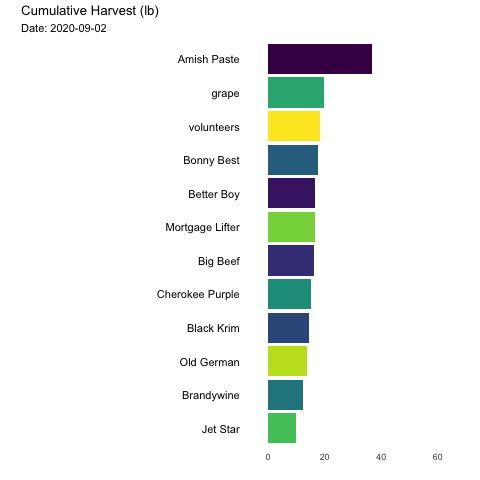 Cumulative Harvest (lb)
Date: 2020-09-02
Amish Paste
grape
volunteers
Bonny Best
Better Boy
Mortgage Lifter
Big Beef
Cherokee Purple
Black Krim
Old German
Brandywine
Jet Star
0 20 40 60